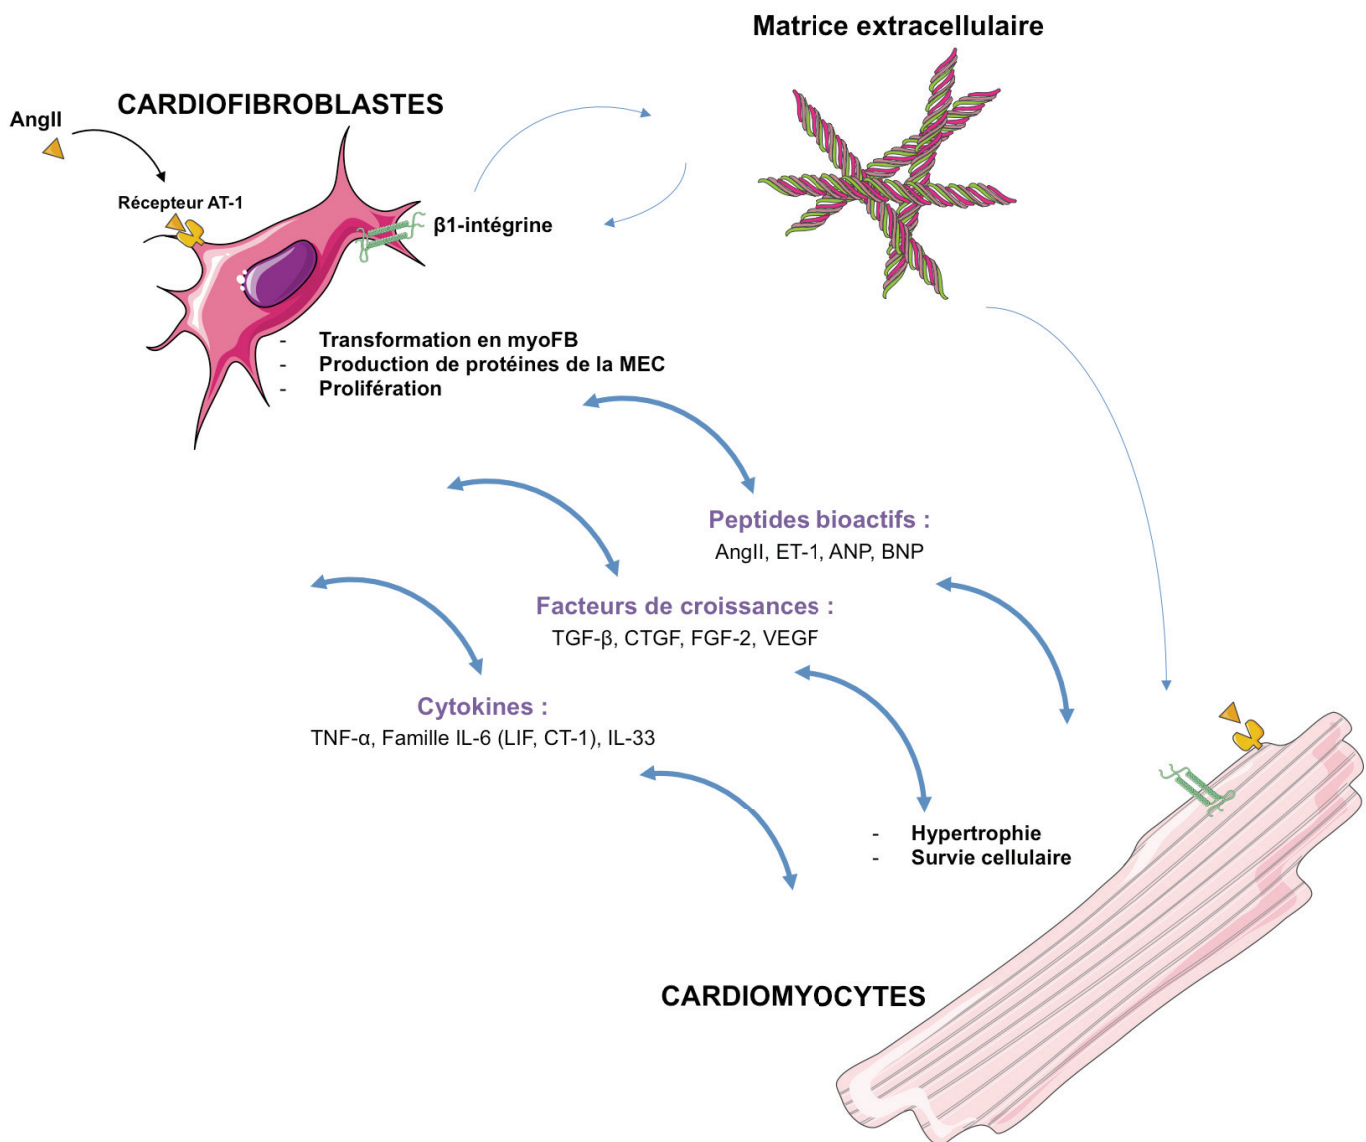 Matrice extracellulaire
CARDIOFIBROBLASTES
AngII
Récepteur AT-1
β1-intégrine
- Transformation en myoFB
- Production de protéines de la MEC
- Prolifération
Peptides bioactifs :
AngII, ET-1, ANP, BNP
Facteurs de croissances :
TGF-β, CTGF, FGF-2, VEGF
Cytokines :
TNF-α, Famille IL-6 (LIF, CT-1), IL-33
- Hypertrophie
- Survie cellulaire
CARDIOMYOCYTES